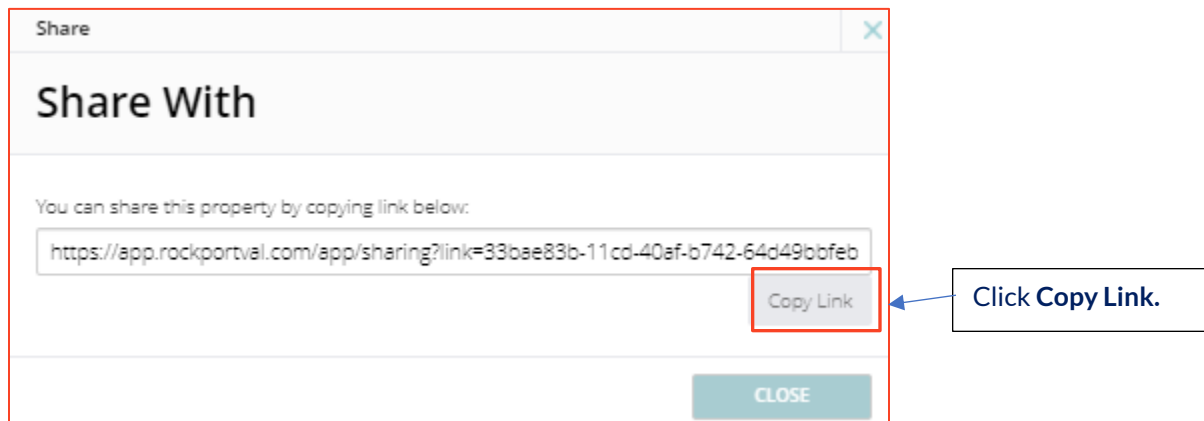 Share
Share With
You can share this property by copying link below:
https://app.rockportval.com/app/sharing?link=33bae83b-11cd-40af-b742-64d49bbfeb
Copy Link
Click Copy Link.
CLOSE